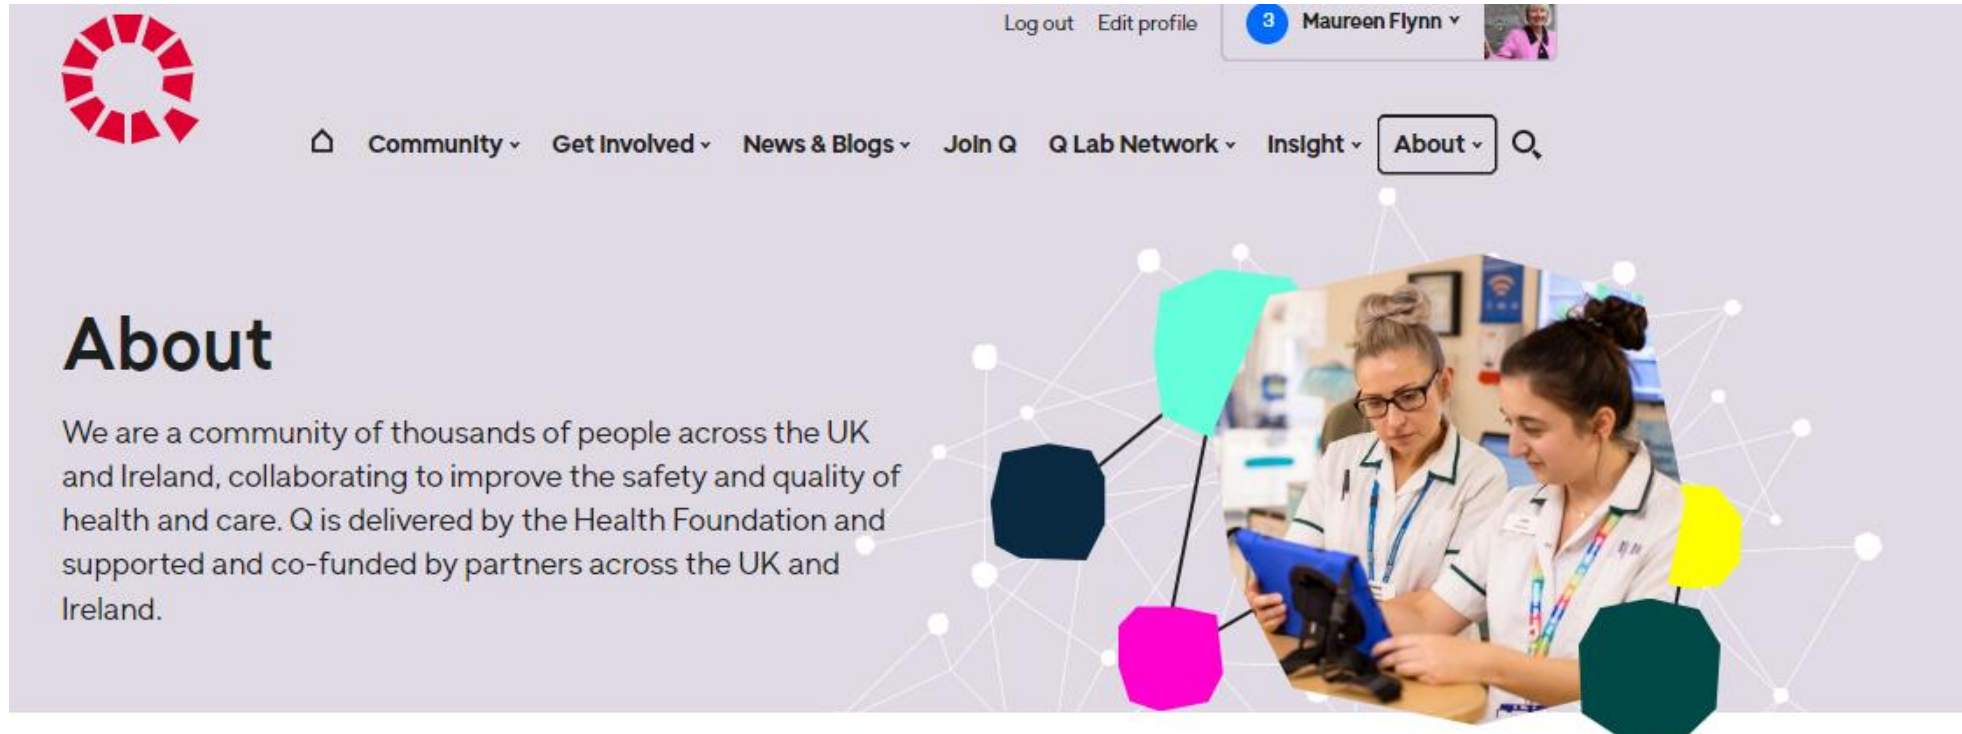 Log out Edit profile 3 Maureen Flynn
Community Get Involved News & Blogs Join Q Q Lab Network Insight About
About
We are a community of thousands of people across the UK
and Ireland, collaborating to improve the safety and quality of
health and care. Q is delivered by the Health Foundation and
supported and co-funded by partners across the UK and
Ireland.